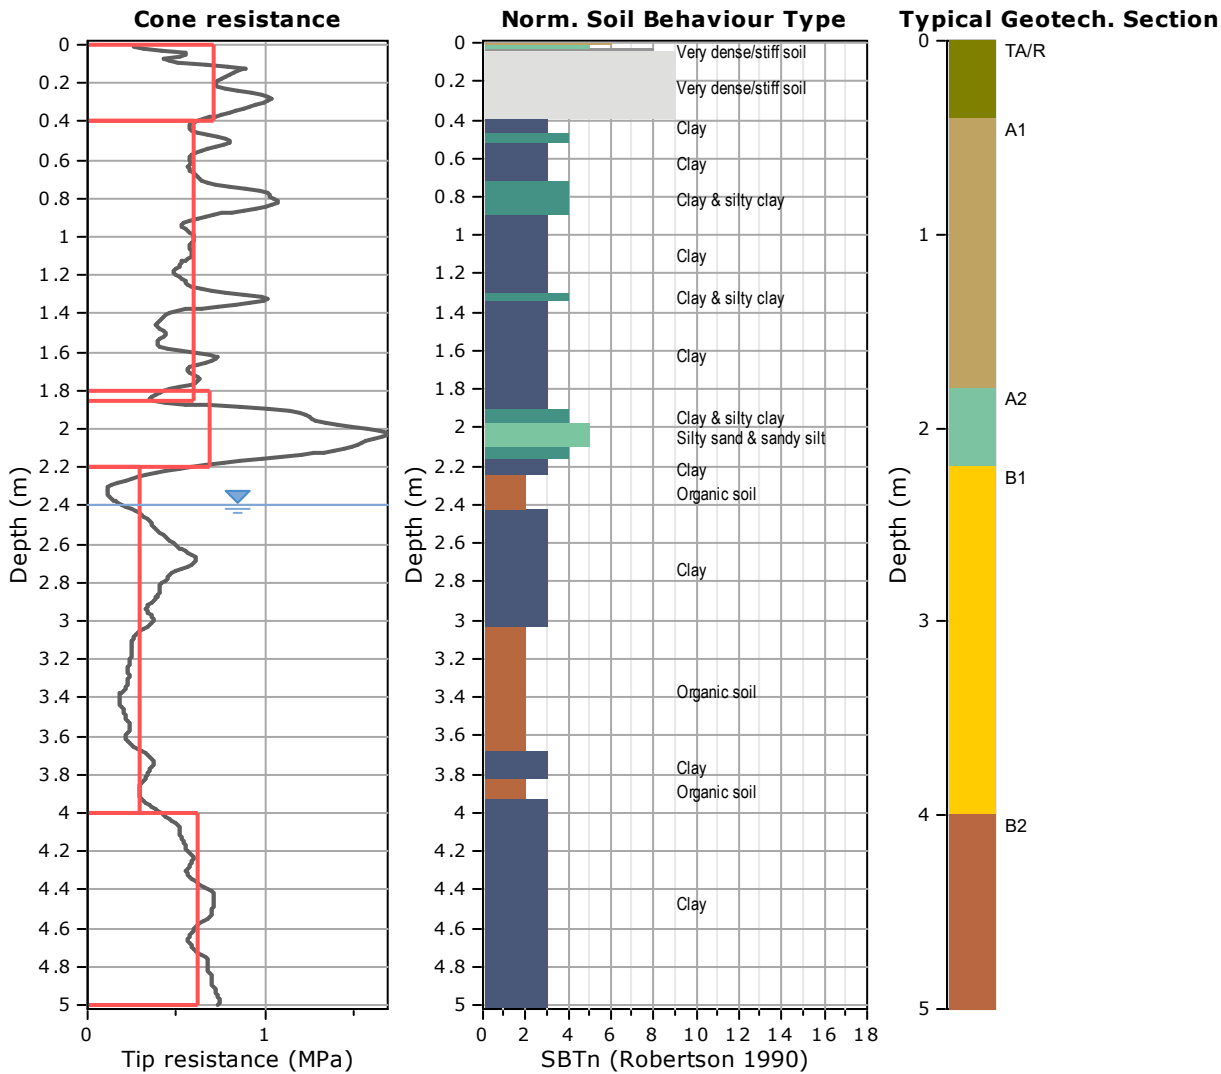 Cone resistance
0
0.2
0.4
0.6
0.8
1
1.2
1.4
1.6
1.8
2
2.2
2.4
2.6
2.8
3
3.2
3.4
3.6
3.8
4
4.2
4.4
4.6
4.8
5
Depth (m)
0 1
Tip resistance (MPa)
Norm. Soil Behaviour Type
0
0.2
0.4
0.6
0.8
1
1.2
1.4
1.6
1.8
2
2.2
2.4
2.6
2.8
3
3.2
3.4
3.6
3.8
4
4.2
4.4
4.6
4.8
5
Depth (m)
Very dense/stiff soil
Very dense/stiff soil
Clay
Clay
Clay & silty clay
Clay
Clay & silty clay
Clay
Clay & silty clay
Silty sand & sandy silt
Clay
Organic soil
Clay
Organic soil
Clay
Organic soil
Clay
0 2 4 6 8 10 12 14 16 18
SBTn (Robertson 1990)
Typical Geotech. Section
0
1
2
3
4
5
Depth (m)
TA/R
A1
A2
B1
B2